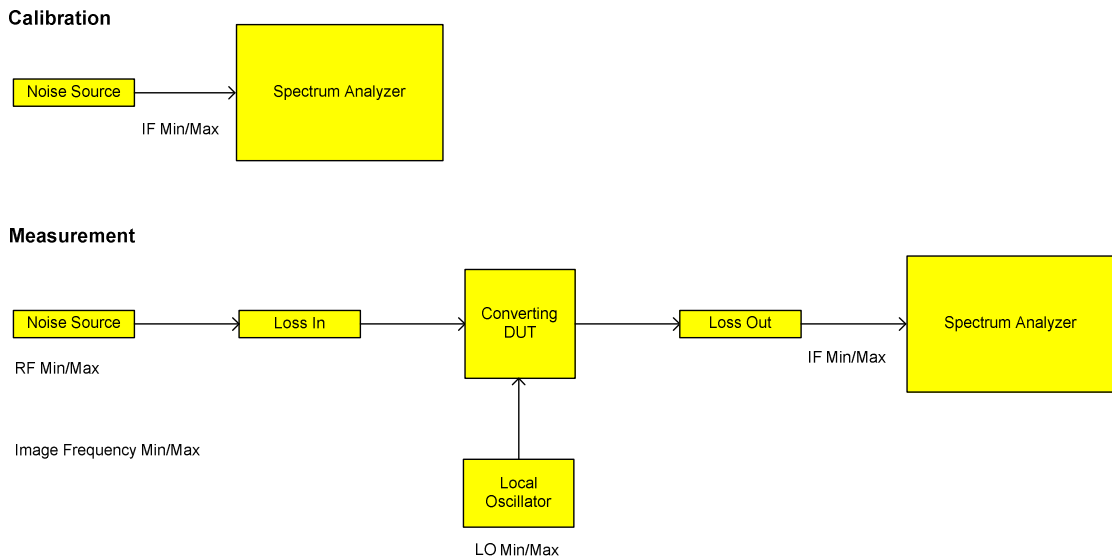 Calibration
Noise Source
Spectrum Analyzer
IF Min/Max
Measurement
Noise Source
Loss In
Converting
DUT
Loss Out
Spectrum Analyzer
RF Min/Max
IF Min/Max
Image Frequency Min/Max
Local
Oscillator
LO Min/Max